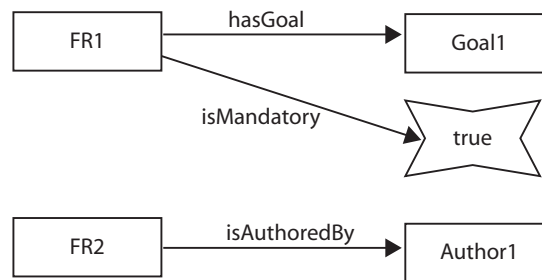 hasGoal
FR1
Goal1
isMandatory
true
FR2
isAuthoredBy
Author1